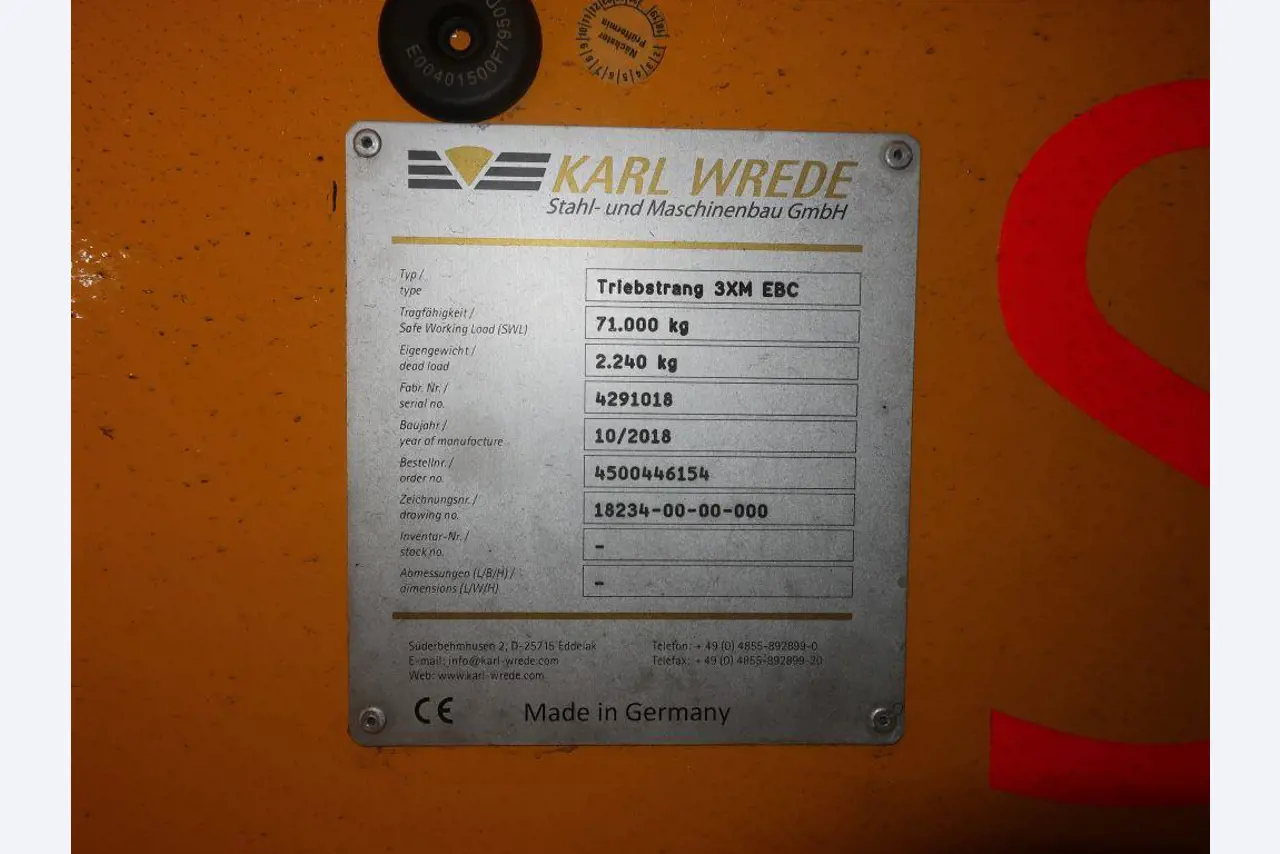 E00401500F795
Nächster
Prüftermin
KARL WREDE
Stahl- und Maschinenbau GmbH
Typ /
type
Triebstrang 3XM EBC
Tragfähigkeit /
Safe Working Load (SWL)
71.000 kg
Eigengewicht /
dead load
2.240 kg
Fabr. Nr. /
serial no.
4291018
Baujahr /
year of manufacture
10/2018
Bestellnr. /
order no.
4500446154
Zeichnungsnr. /
drawing no.
18234-00-00-000
Inventar-Nr. /
stock no.
-
Abmessungen (L/B/H) /
dimensions (L/W/H)
-
Süderbehmhusen 2, D-25715 Eddelak
Telefon: + 49 (0) 4855-892899-0
E-mail: info@karl-wrede.com
Telefax: + 49 (0) 4855-892899-20
Web: www.karl-wrede.com
CE Made in Germany